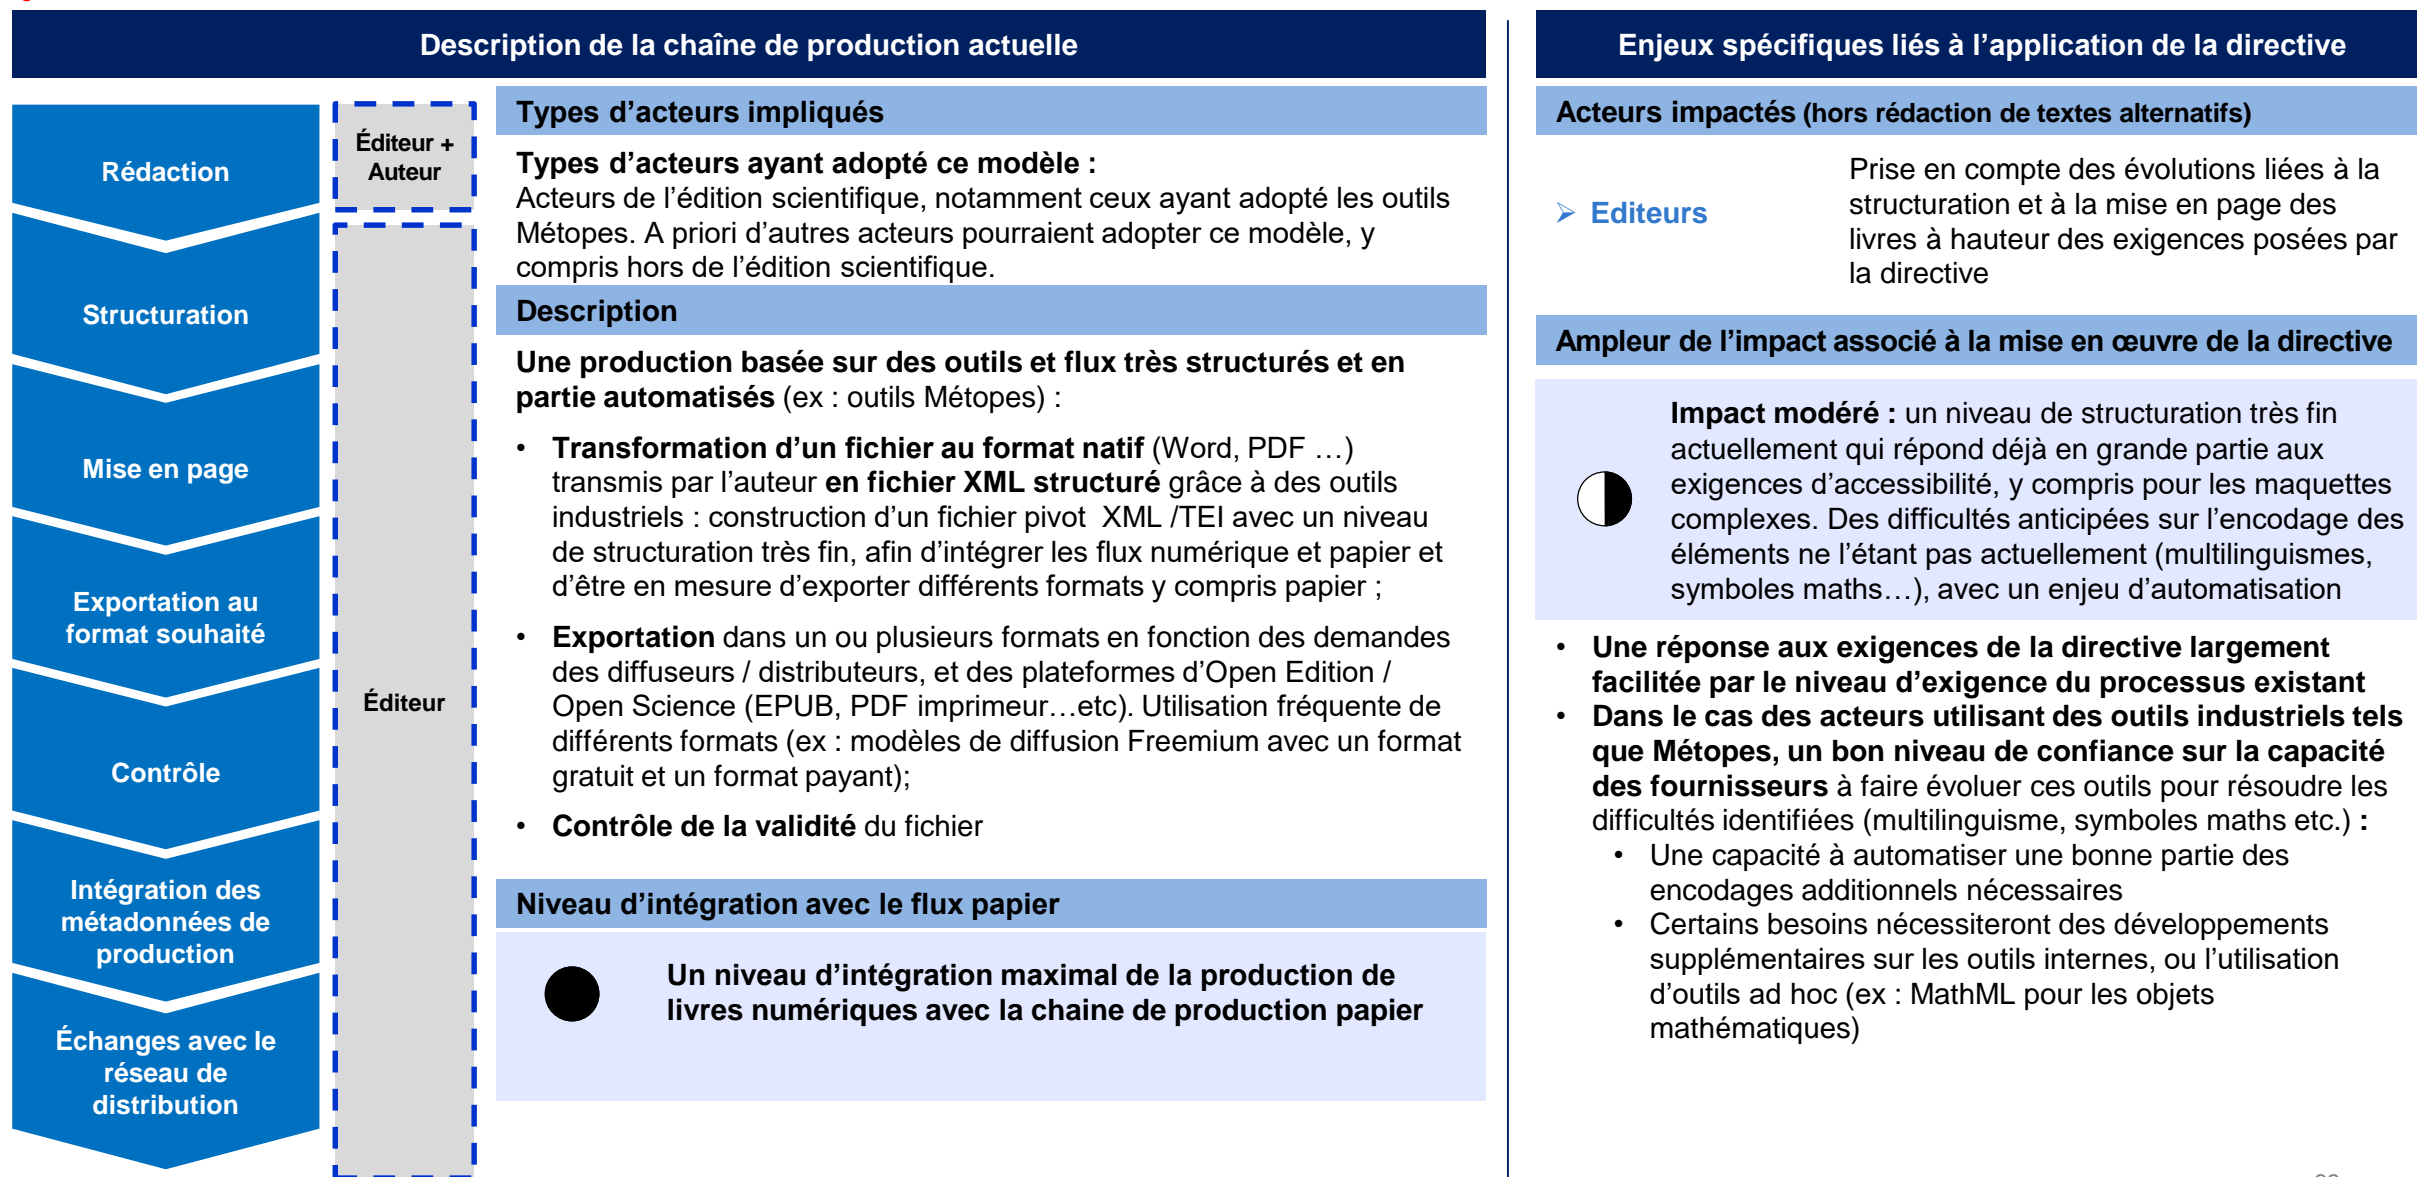 Description de la chaîne de production actuelle
Rédaction
Structuration
Mise en page
Exportation au
format souhaité
Contrôle
Intégration des
métadonnées de
production
Échanges avec le
réseau de
distribution
Éditeur +
Auteur
Éditeur
Types d’acteurs impliqués
Types d’acteurs ayant adopté ce modèle :
Acteurs de l’édition scientifique, notamment ceux ayant adopté les outils
Métopes. A priori d’autres acteurs pourraient adopter ce modèle, y
compris hors de l’édition scientifique.
Description
Une production basée sur des outils et flux très structurés et en
partie automatisés (ex : outils Métopes) :
• Transformation d’un fichier au format natif (Word, PDF …)
transmis par l’auteur en fichier XML structuré grâce à des outils
industriels : construction d’un fichier pivot XML /TEI avec un niveau
de structuration très fin, afin d’intégrer les flux numérique et papier et
d’être en mesure d’exporter différents formats y compris papier ;
• Exportation dans un ou plusieurs formats en fonction des demandes
des diffuseurs / distributeurs, et des plateformes d’Open Edition /
Open Science (EPUB, PDF imprimeur…etc). Utilisation fréquente de
différents formats (ex : modèles de diffusion Freemium avec un format
gratuit et un format payant);
• Contrôle de la validité du fichier
Niveau d’intégration avec le flux papier
Un niveau d’intégration maximal de la production de
livres numériques avec la chaine de production papier
Enjeux spécifiques liés à l’application de la directive
Acteurs impactés (hors rédaction de textes alternatifs)
➢ Editeurs
Prise en compte des évolutions liées à la
structuration et à la mise en page des
livres à hauteur des exigences posées par
la directive
Ampleur de l’impact associé à la mise en œuvre de la directive
Impact modéré : un niveau de structuration très fin
actuellement qui répond déjà en grande partie aux
exigences d’accessibilité, y compris pour les maquettes
complexes. Des difficultés anticipées sur l’encodage des
éléments ne l’étant pas actuellement (multilinguismes,
symboles maths…), avec un enjeu d’automatisation
• Une réponse aux exigences de la directive largement
facilitée par le niveau d’exigence du processus existant
• Dans le cas des acteurs utilisant des outils industriels tels
que Métopes, un bon niveau de confiance sur la capacité
des fournisseurs à faire évoluer ces outils pour résoudre les
difficultés identifiées (multilinguisme, symboles maths etc.) :
• Une capacité à automatiser une bonne partie des
encodages additionnels nécessaires
• Certains besoins nécessiteront des développements
supplémentaires sur les outils internes, ou l’utilisation
d’outils ad hoc (ex : MathML pour les objets
mathématiques)